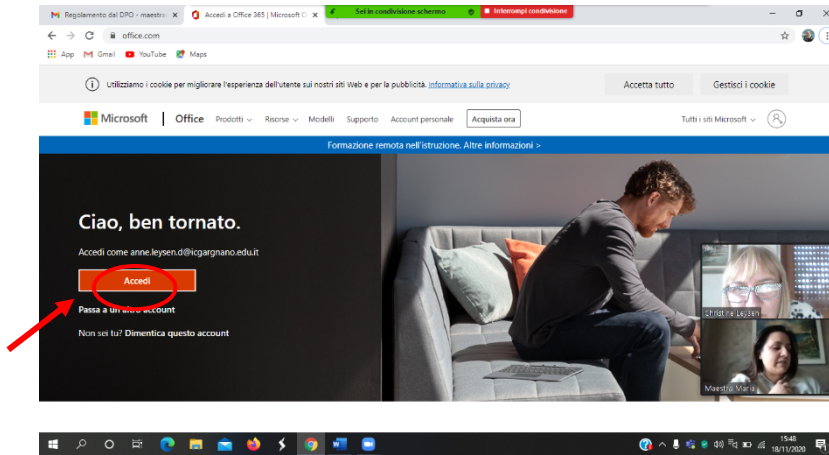 Regolamento dal DPO - maestra
Accedi a Office 365 | Microsoft O
Sei in condivisione schermo
Interrompi condivisione
office.com
App
Gmail
YouTube
Maps
Utilizziamo i cookie per migliorare l'esperienza dell'utente sui nostri siti Web e per la pubblicità. Informativa sulla privacy
Accetta tutto
Gestisci i cookie
Microsoft
Office
Prodotti
Risorse
Modelli
Supporto
Account personale
Acquista ora
Tutti i siti Microsoft
Formazione remota nell'istruzione. Altre informazioni >
Ciao, ben tornato.
Accedi come anne.leysen.d@icgargnano.edu.it
Accedi
Passa a un altro account
Non sei tu? Dimentica questo account
Christine Leysen
Maestra Maria
15:48
18/11/2020